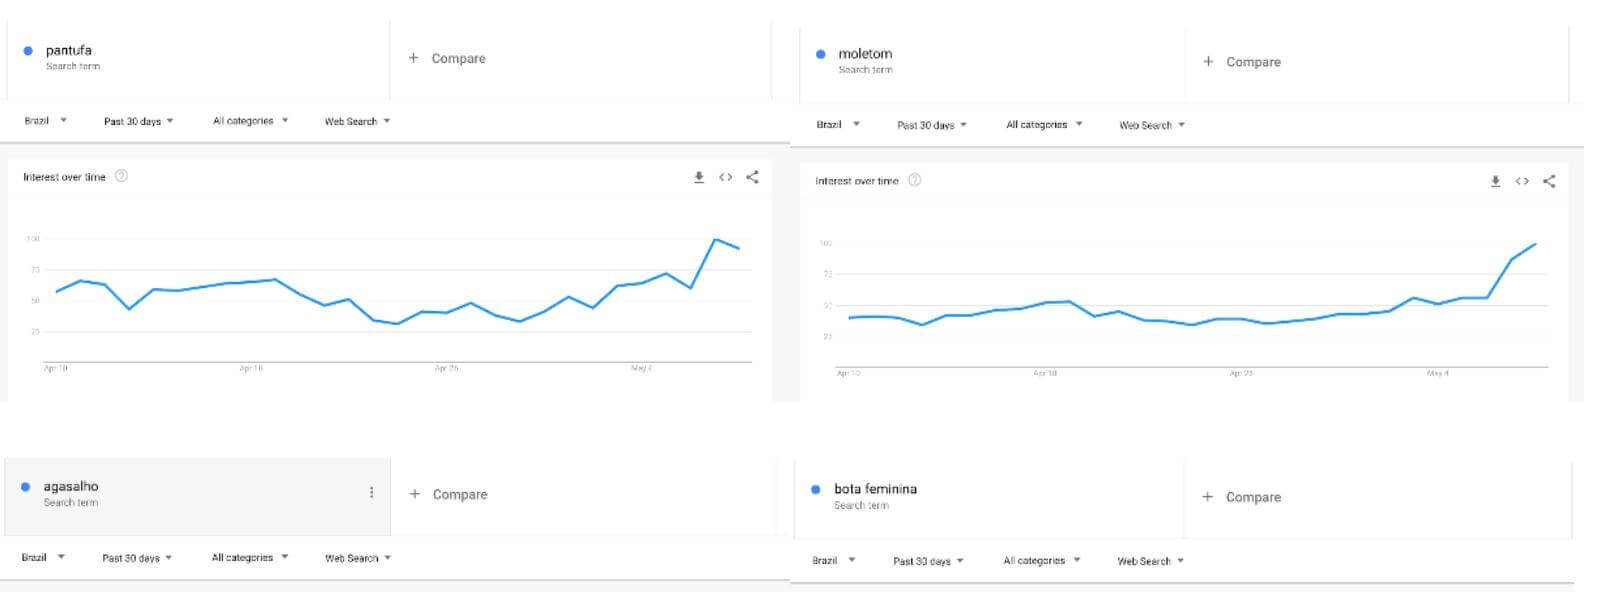 pantufa
Search term
+ Compare
Brazil
Past 30 days
All categories
Web Search
Interest over time
100
75
50
25
Apr 10
Apr 18
Apr 26
May 4
moletom
Search term
+ Compare
Brazil
Past 30 days
All categories
Web Search
Interest over time
100
75
50
25
Apr 10
Apr 18
Apr 26
May 4
agasalho
Search term
+ Compare
Brazil
Past 30 days
All categories
Web Search
bota feminina
Search term
+ Compare
Brazil
Past 30 days
All categories
Web Search